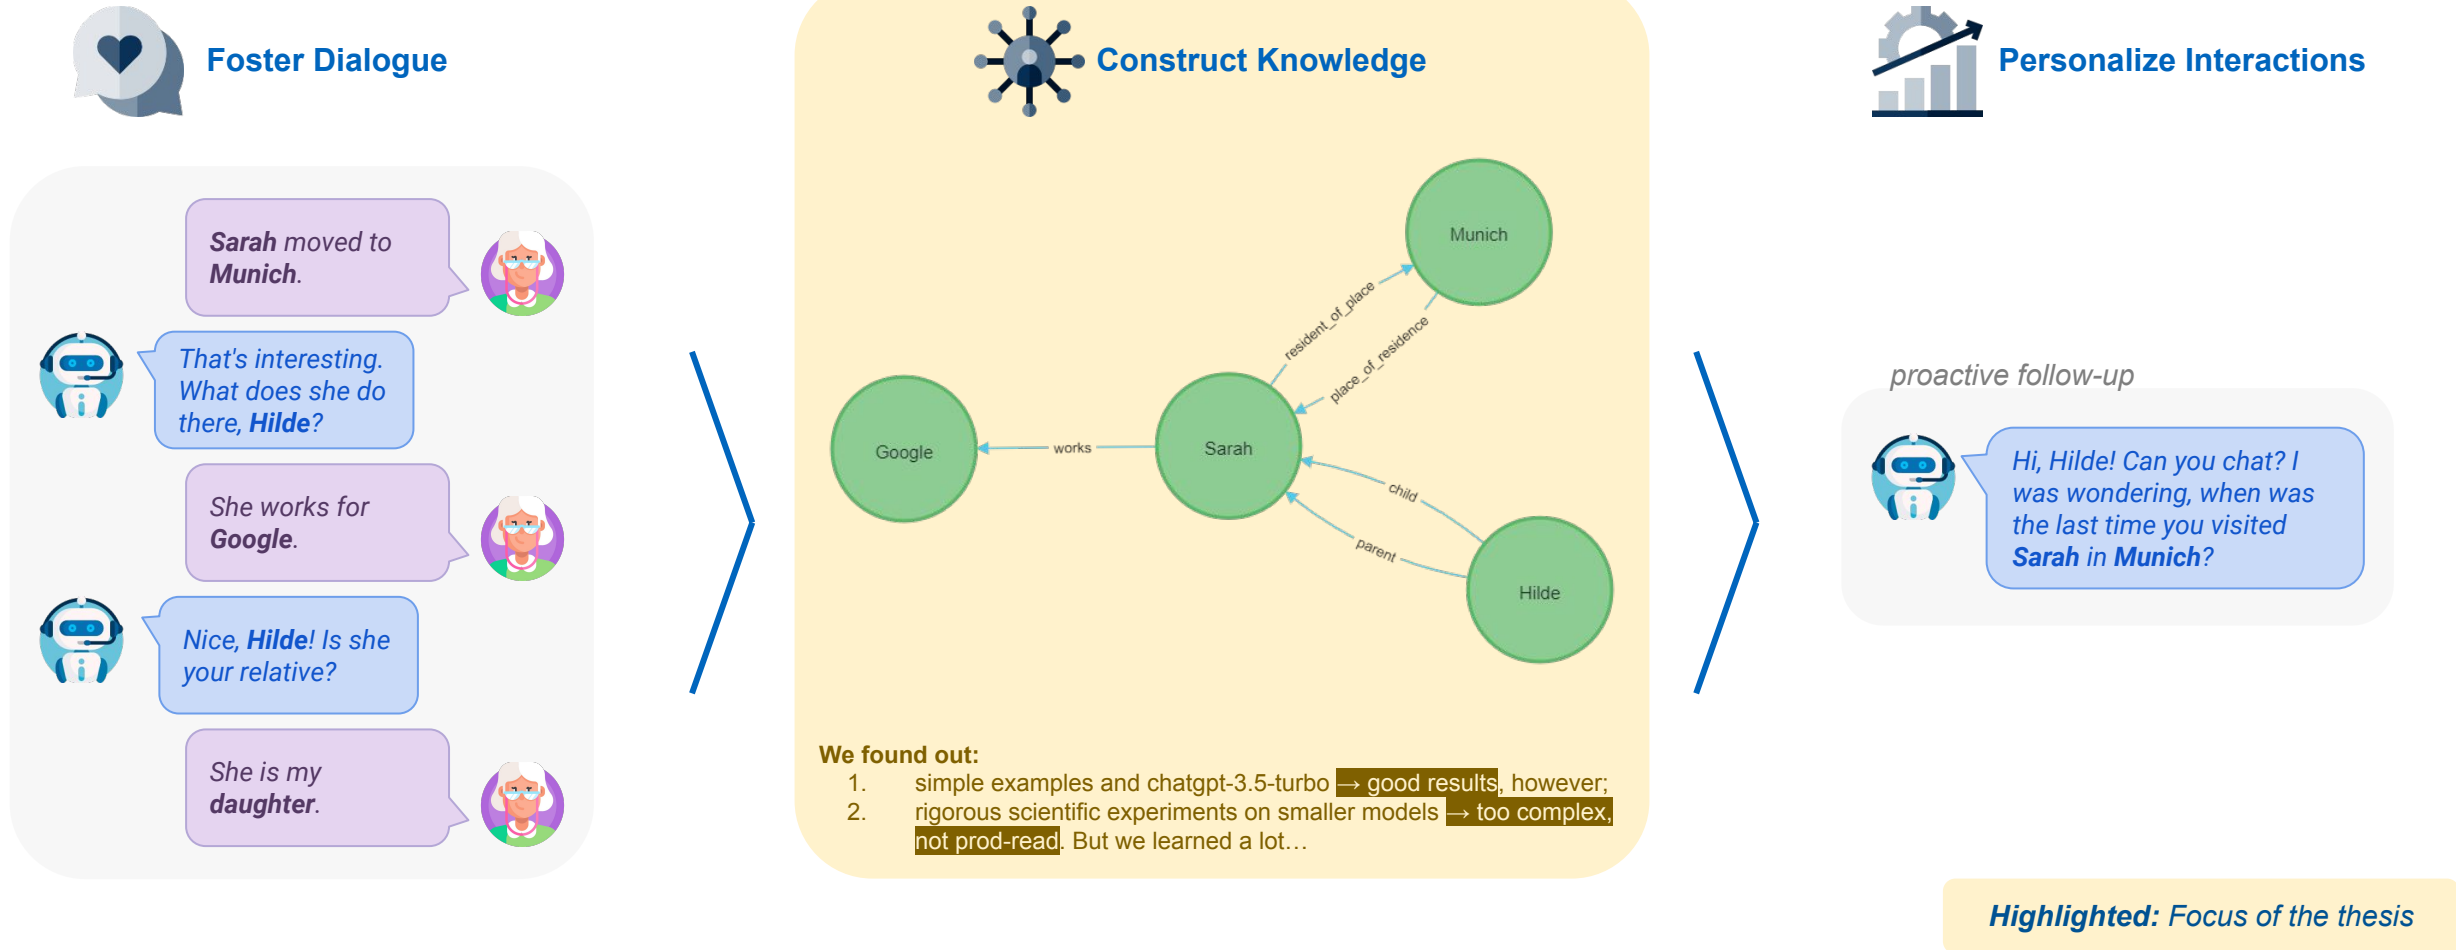 Foster Dialogue
Sarah moved to
Munich.
That's interesting.
What does she do
there, Hilde?
She works for
Google.
Nice, Hilde! Is she
your relative?
She is my
daughter.
Construct Knowledge
Munich
resident_of_place
place_of_residence
Google
works
Sarah
child
parent
Hilde
We found out:
1. simple examples and chatgpt-3.5-turbo → good results, however;
2. rigorous scientific experiments on smaller models → too complex,
not prod-read. But we learned a lot…
Personalize Interactions
proactive follow-up
Hi, Hilde! Can you chat? I
was wondering, when was
the last time you visited
Sarah in Munich?
Highlighted: Focus of the thesis